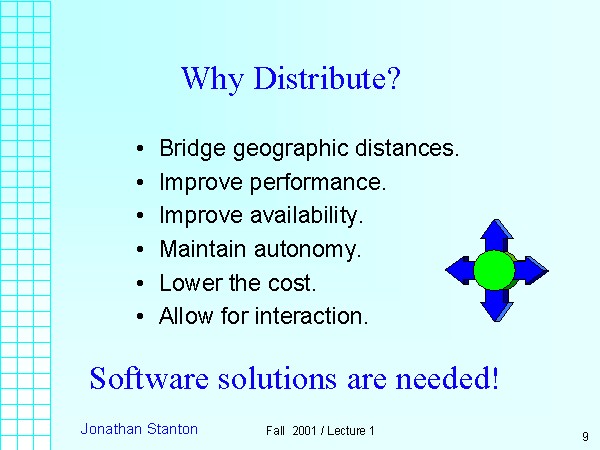 Why Distribute?
• Bridge geographic distances.
• Improve performance.
• Improve availability.
• Maintain autonomy.
• Lower the cost.
• Allow for interaction.
Software solutions are needed!
Jonathan Stanton
Fall 2001 / Lecture 1
9